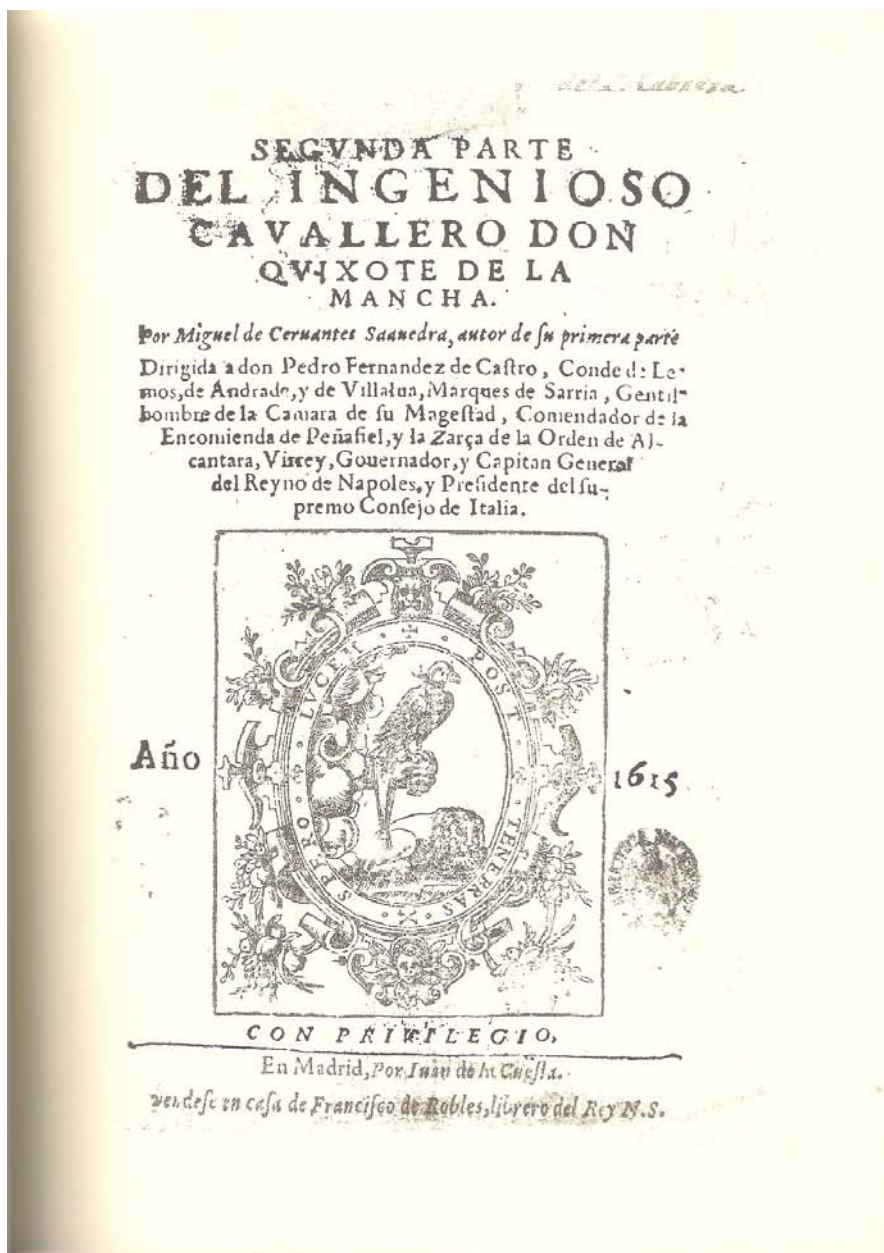 SEGVNDA PARTE
DEL INGENIOSO
CAVALLERO DON
QVIXOTE DE LA
MANCHA.
Por Miguel de Ceruantes Saauedra, autor de ſu primera parte
Dirigida a don Pedro Fernandez de Caſtro, Conde de Le-
mos, de Andrade, y de Villalua, Marques de Sarria, Gentil-
hombre de la Camara de ſu Mageſtad, Comendador de la
Encomienda de Peñafiel, y la Zarça de la Orden de Al-
cantara, Virrey, Gouernador, y Capitan General
del Reyno de Napoles, y Preſidente del ſu-
premo Conſejo de Italia.
SPERO LVCEM POST TENEBRAS
Año 1615
CON PRIVILEGIO,
En Madrid, Por Iuan de la Cueſta.
vendeſe en caſa de Franciſco de Robles, librero del Rey N.S.